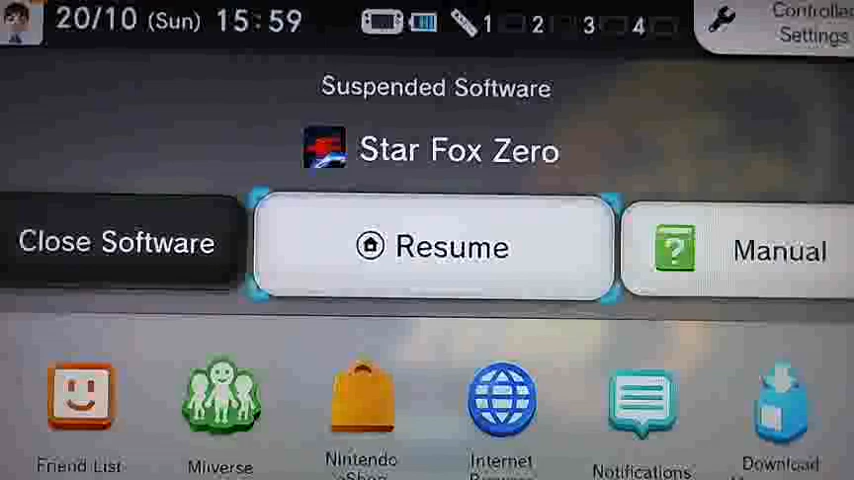 20/10 (Sun) 15:59 1 2 3 4
Controller
Settings
Suspended Software
Star Fox Zero
Close Software
Resume
Manual
Friend List
Miiverse
Nintendo
eShop
Internet
Notifications
Download